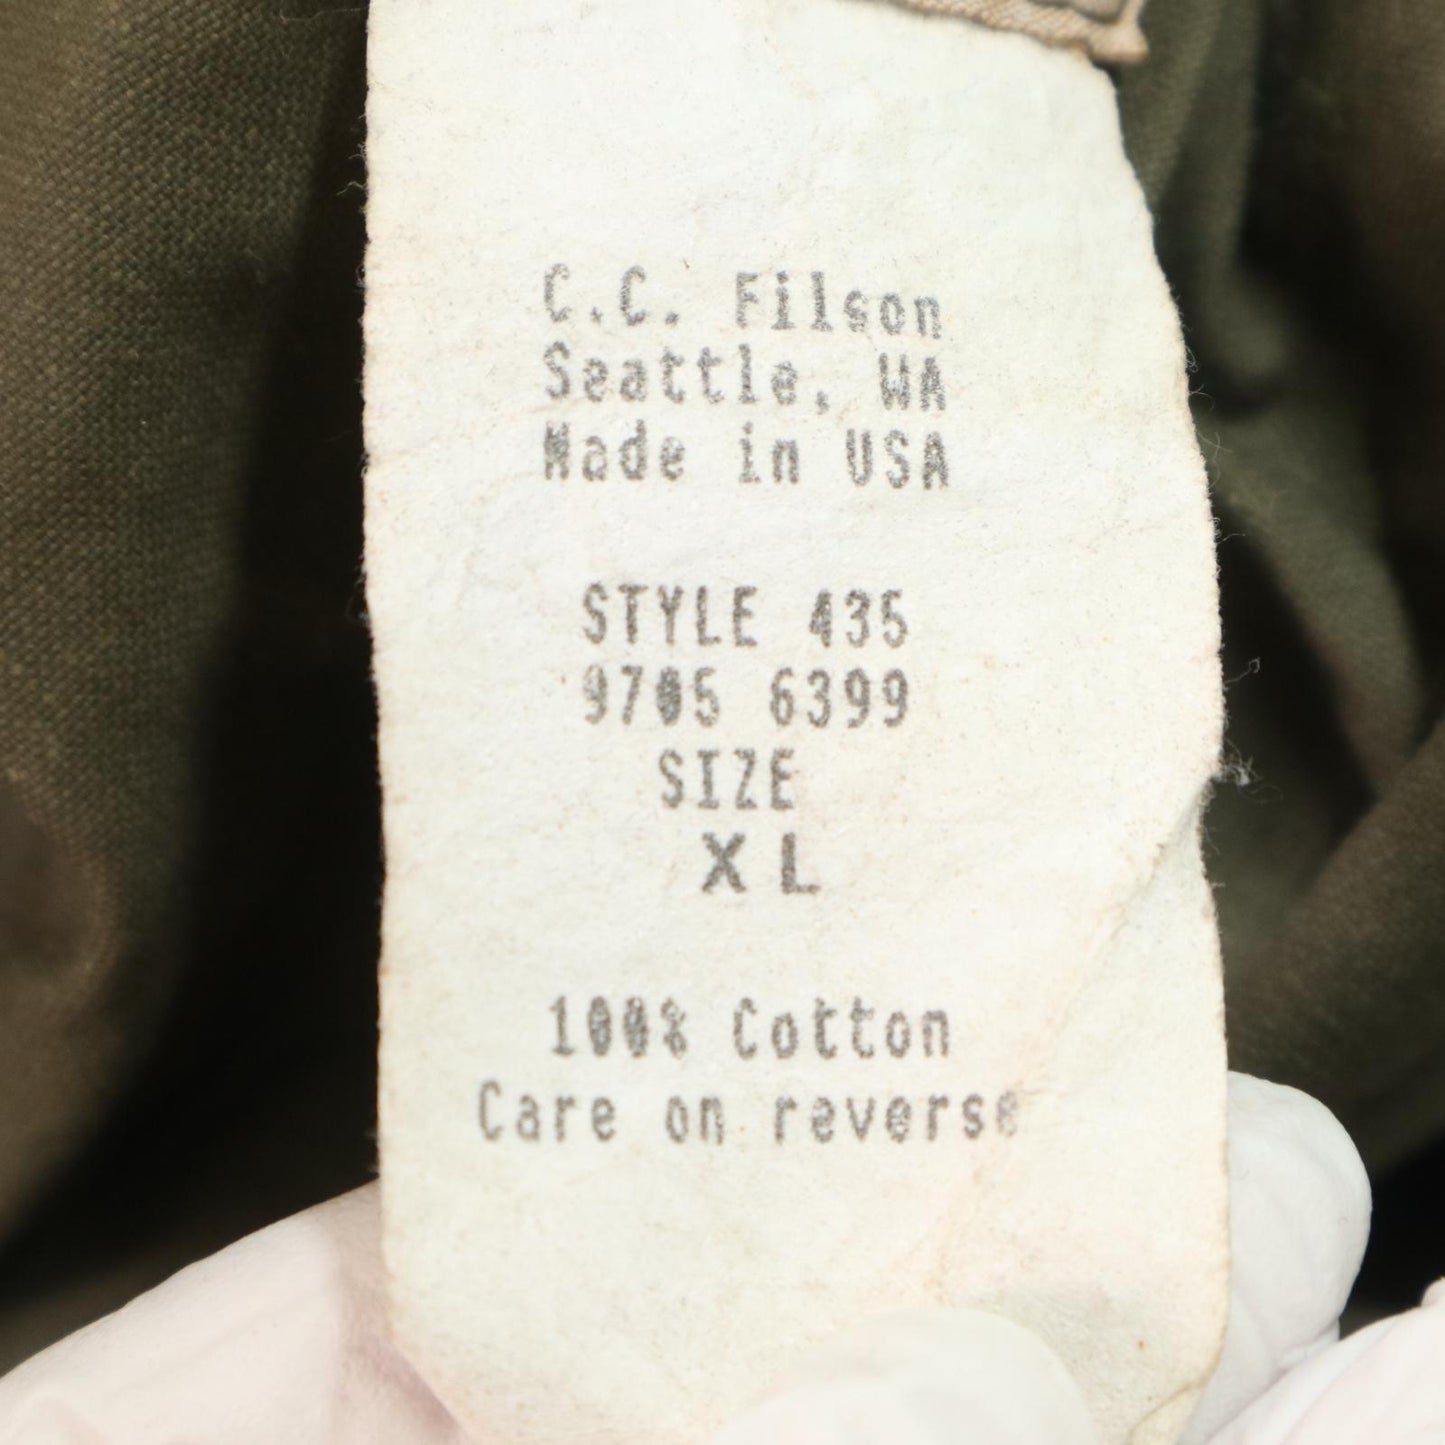 C.C. Filson
Seattle, WA
Made in USA
STYLE 435
9705 6399
SIZE
XL
100% Cotton
Care on reverse